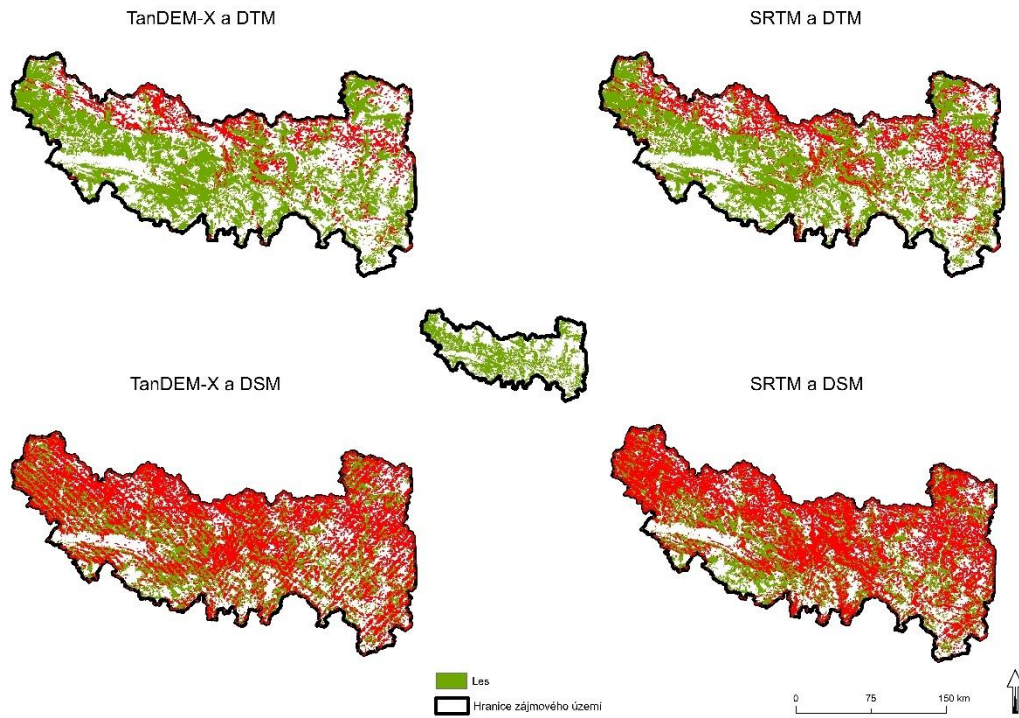 TanDEM-X a DTM
SRTM a DTM
TanDEM-X a DSM
SRTM a DSM
Les
Hranice zájmového území
0 75 150 km